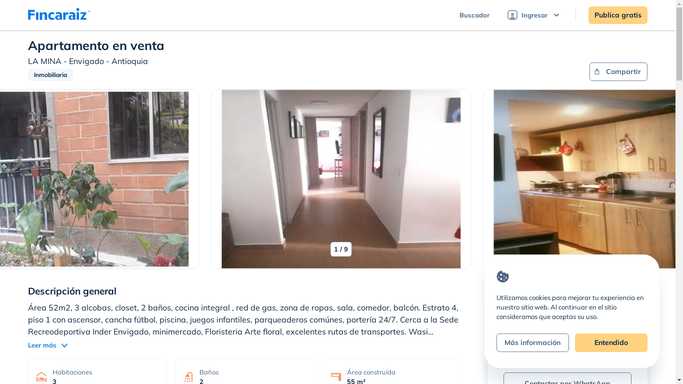 Fincaraiz
Buscador
Ingresar
Publica gratis
Apartamento en venta
LA MINA - Envigado - Antioquia
Inmobiliaria
Compartir
1 / 9
Descripción general
Área 52m2, 3 alcobas, closet, 2 baños, cocina integral , red de gas, zona de ropas, sala, comedor, balcón. Estrato 4,
piso 1 con ascensor, cancha fútbol, piscina, juegos infantiles, parqueaderos comúnes, portería 24/7. Cerca a la Sede
Recreodeportiva Inder Envigado, minimercado, Floristeria Arte floral, excelentes rutas de transportes. Wasi...
Leer más
Habitaciones
3
Baños
2
Área construida
55 m²
Utilizamos cookies para mejorar tu experiencia en
nuestro sitio web. Al continuar en el sitio
consideramos que aceptas su uso.
Más información
Entendido
Contactar por WhatsApp